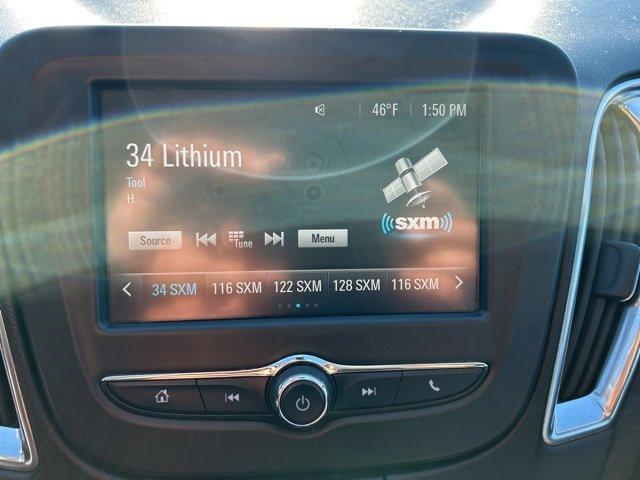 46°F 1:50 PM
34 Lithium
Tool
H.
sxm
Source Tune Menu
34 SXM 116 SXM 122 SXM 128 SXM 116 SXM